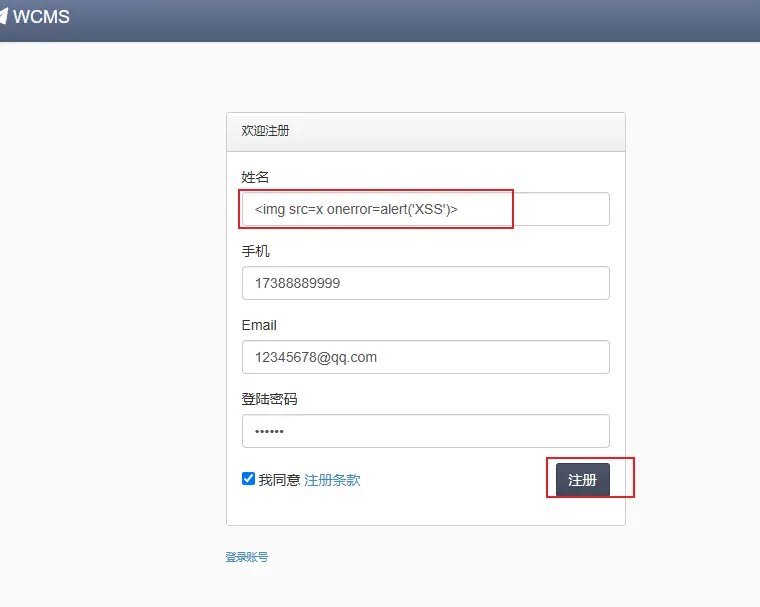 WCMS
欢迎注册
姓名
<img src=x onerror=alert('XSS')>
手机
17388889999
Email
12345678@qq.com
登陆密码
••••••
我同意 注册条款
注册
登录账号